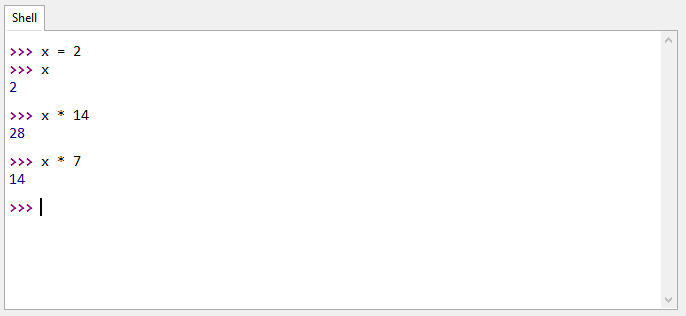 Shell
>>> x = 2
>>> x
2
>>> x * 14
28
>>> x * 7
14
>>>